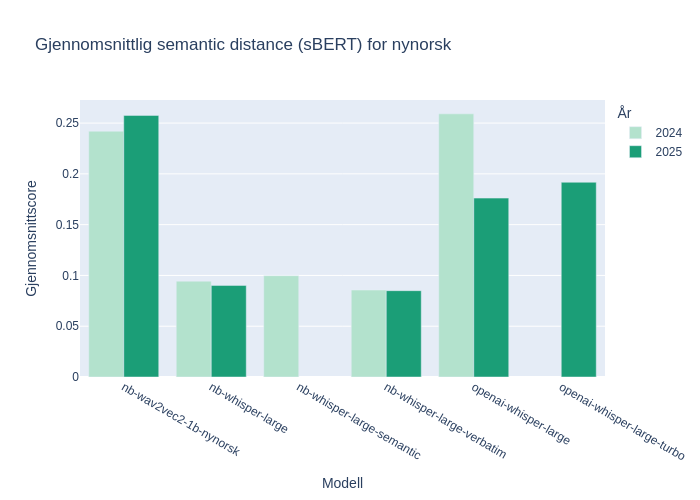 Gjennomsnittlig semantic distance (sBERT) for nynorsk
År
2024
2025
Gjennomsnittscore
0.25
0.2
0.15
0.1
0.05
0
nb-wav2vec2-1b-nynorsk
nb-whisper-large
nb-whisper-large-semantic
nb-whisper-large-verbatim
openai-whisper-large
openai-whisper-large-turbo
Modell